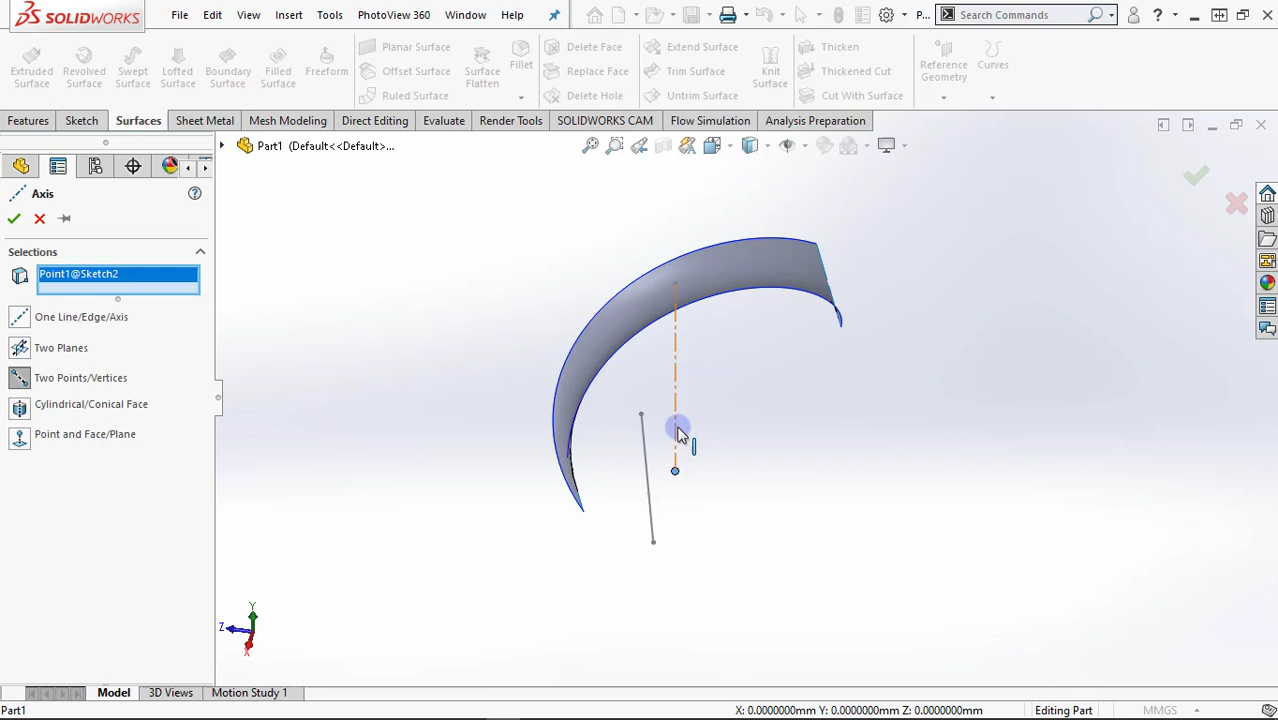 SOLIDWORKS File Edit View Insert Tools PhotoView 360 Window Help P... Search Commands ?
Extruded Surface Revolved Surface Swept Surface Lofted Surface Boundary Surface Filled Surface Freeform
Planar Surface Offset Surface Ruled Surface
Surface Flatten Fillet
Delete Face Replace Face Delete Hole
Extend Surface Trim Surface Untrim Surface
Knit Surface
Thicken Thickened Cut Cut With Surface
Reference Geometry Curves
Features Sketch Surfaces Sheet Metal Mesh Modeling Direct Editing Evaluate Render Tools SOLIDWORKS CAM Flow Simulation Analysis Preparation
Part1 (Default<<Default>...
Axis ?
Selections
Point1@Sketch2
One Line/Edge/Axis
Two Planes
Two Points/Vertices
Cylindrical/Conical Face
Point and Face/Plane
Y
Z
X
Model 3D Views Motion Study 1
Part1 X: 0.0000000mm Y: 0.0000000mm Z: 0.0000000mm Editing Part MMGS